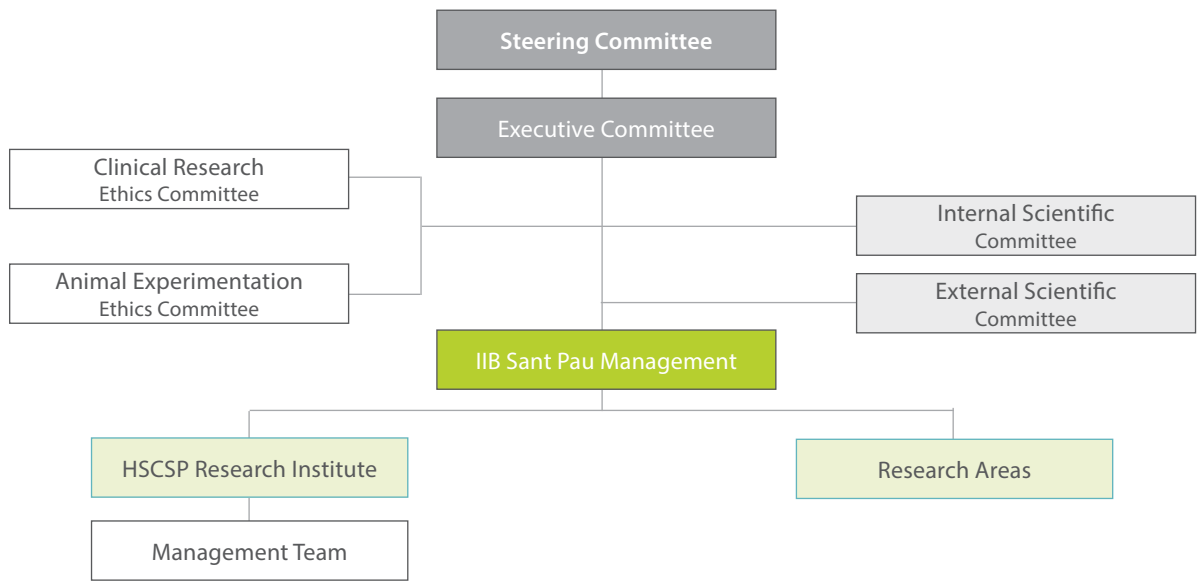 Steering Committee
Executive Committee
Clinical Research
Ethics Committee
Internal Scientific
Committee
Animal Experimentation
Ethics Committee
External Scientific
Committee
IIB Sant Pau Management
HSCSP Research Institute
Research Areas
Management Team